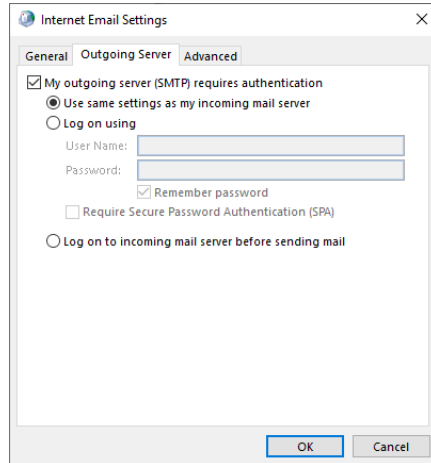 Internet Email Settings
General Outgoing Server Advanced
My outgoing server (SMTP) requires authentication
Use same settings as my incoming mail server
Log on using
User Name:
Password:
Remember password
Require Secure Password Authentication (SPA)
Log on to incoming mail server before sending mail
OK Cancel